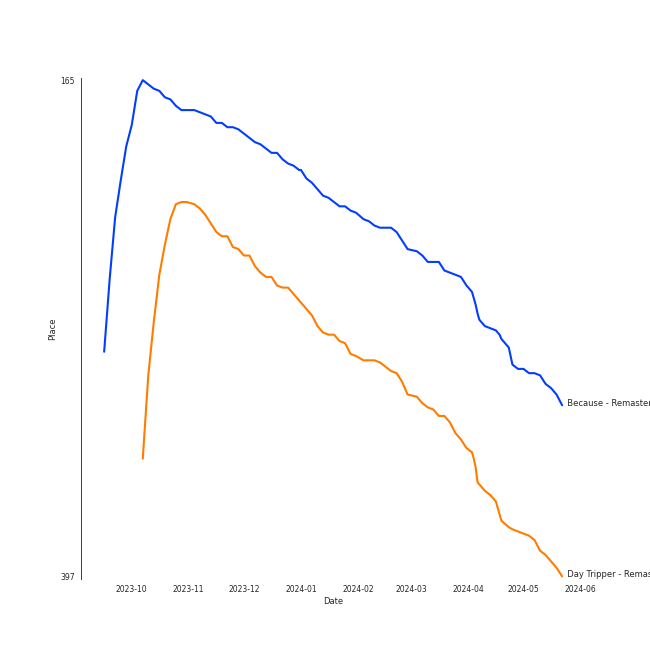 165
Place
Because - Remaster
Day Tripper - Remas
397
2023-10 2023-11 2023-12 2024-01 2024-02 2024-03 2024-04 2024-05 2024-06
Date